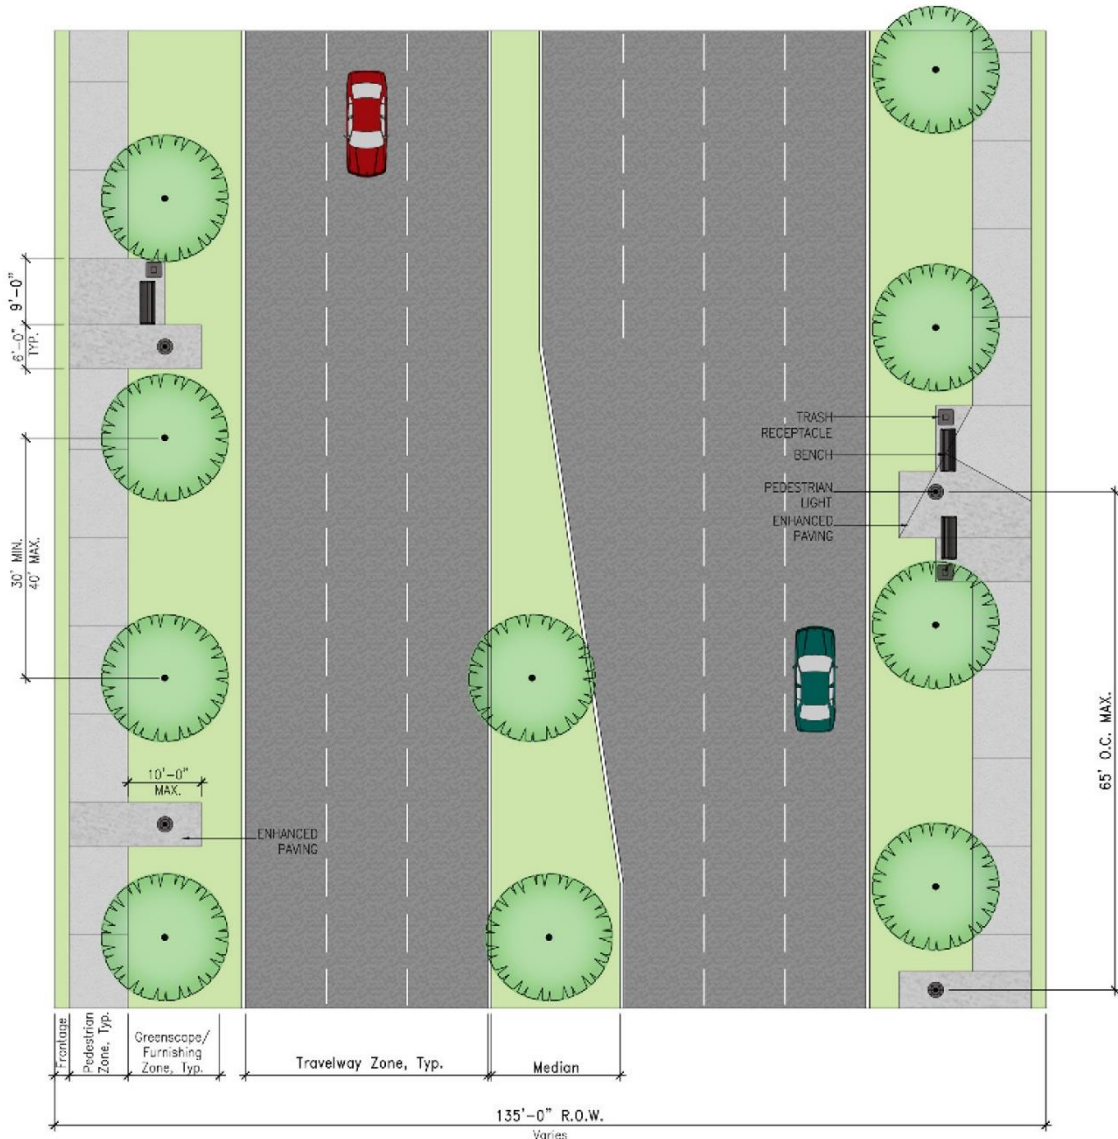 9'-0"
6'-0"
TYP.
30' MIN.
40' MAX.
10'-0"
MAX.
ENHANCED
PAVING
TRASH
RECEPTACLE
BENCH
PEDESTRIAN
LIGHT
ENHANCED
PAVING
65' O.C. MAX.
Frontage
Pedestrian
Zone, Typ.
Greenscape/
Furnishing
Zone, Typ.
Travelway Zone, Typ.
Median
135'-0" R.O.W.
Varies